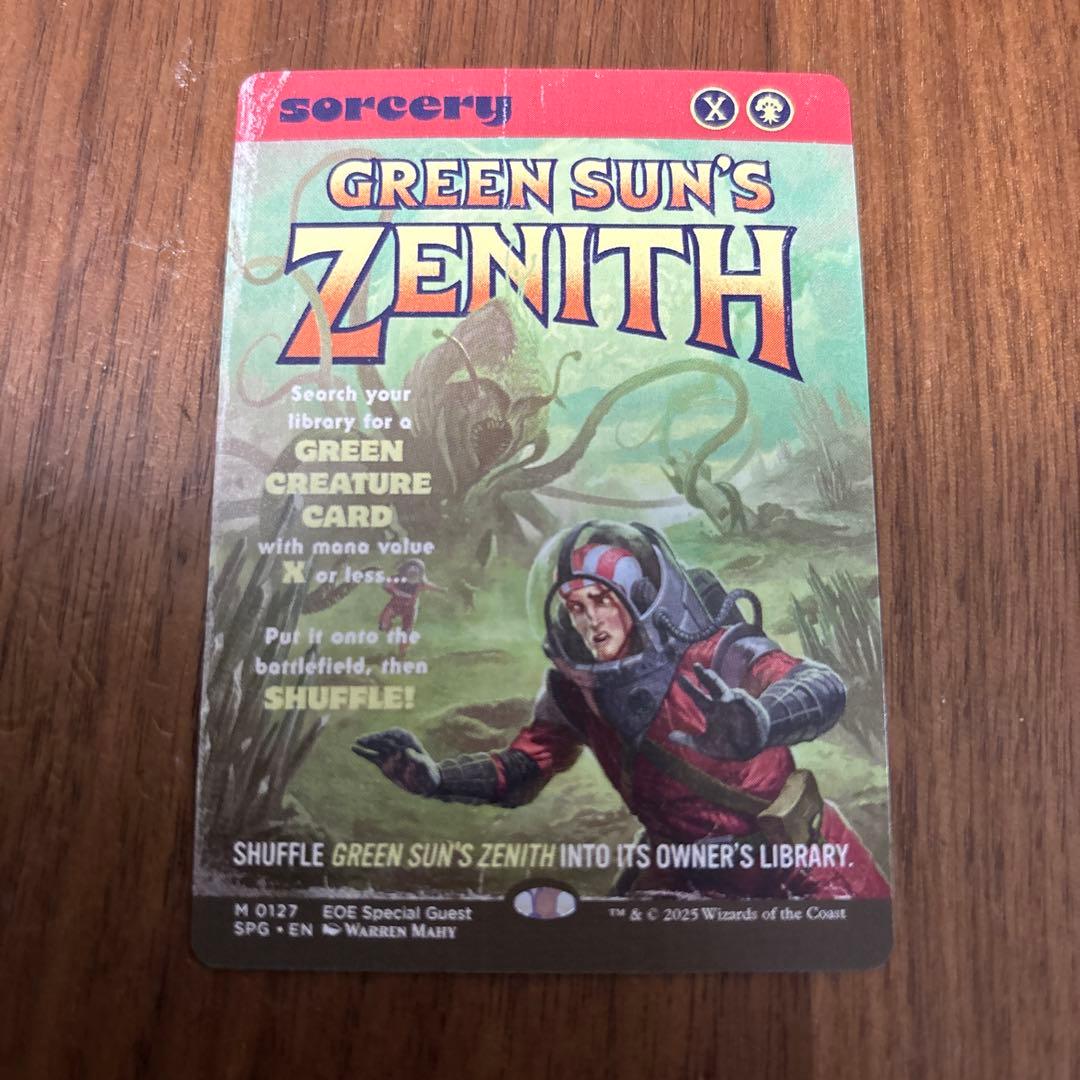 sorcery X
GREEN SUN'S
ZENITH
Search your
library for a
GREEN
CREATURE
CARD
with mana value
X or less...
Put it onto the
battlefield, then
SHUFFLE!
SHUFFLE GREEN SUN'S ZENITH INTO ITS OWNER'S LIBRARY.
M 0127 EOE Special Guest ™ & © 2025 Wizards of the Coast
SPG • EN WARREN MAHY